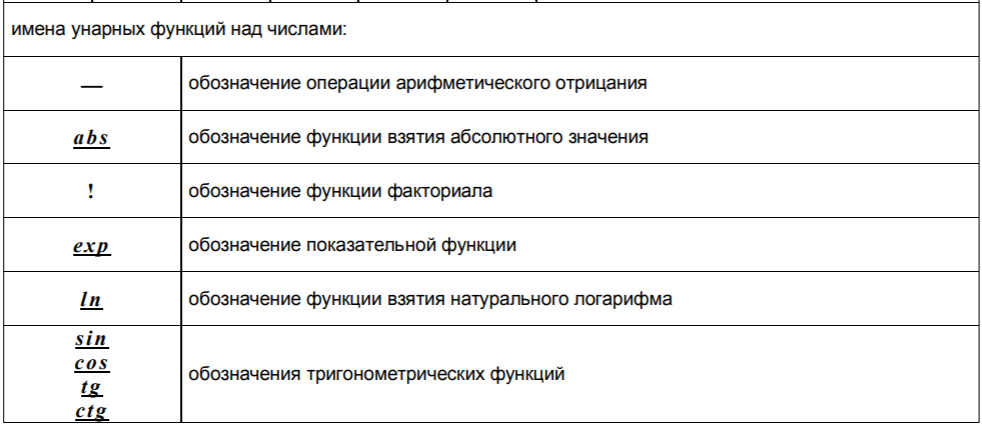 имена унарных функций над числами:
— обозначение операции арифметического отрицания
abs обозначение функции взятия абсолютного значения
! обозначение функции факториала
exp обозначение показательной функции
ln обозначение функции взятия натурального логарифма
sin
cos
tg
ctg
обозначения тригонометрических функций